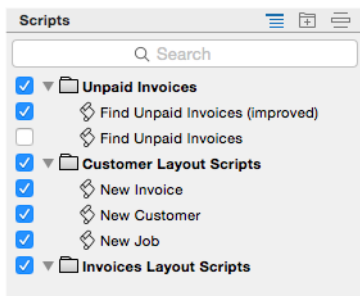 Scripts
Search
Unpaid Invoices
Find Unpaid Invoices (improved)
Find Unpaid Invoices
Customer Layout Scripts
New Invoice
New Customer
New Job
Invoices Layout Scripts